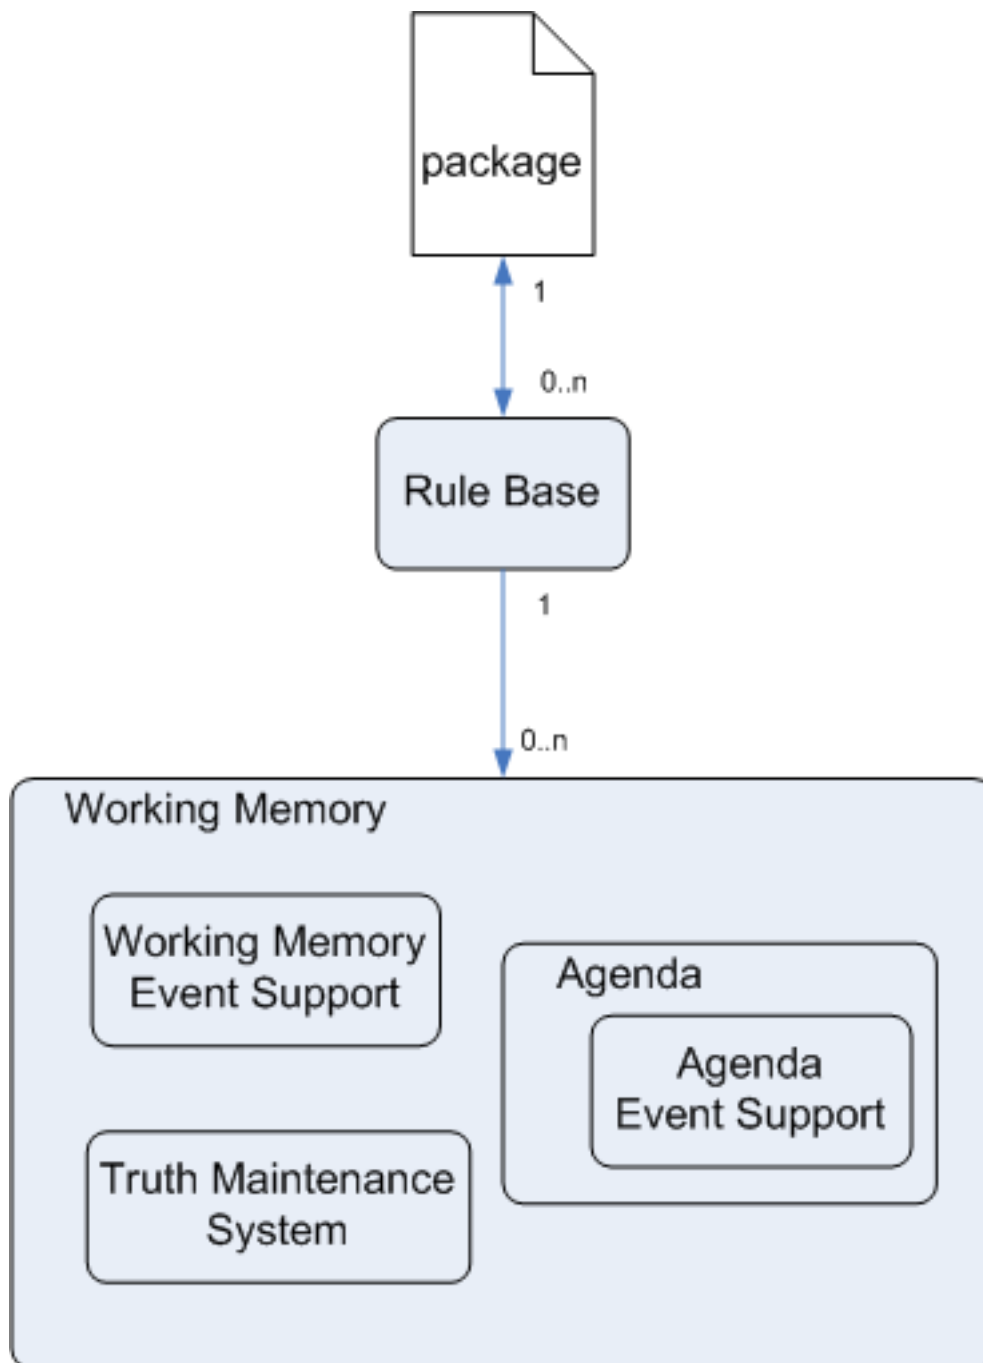 package
1
0..n
Rule Base
1
0..n
Working Memory
Working Memory
Event Support
Agenda
Agenda
Event Support
Truth Maintenance
System